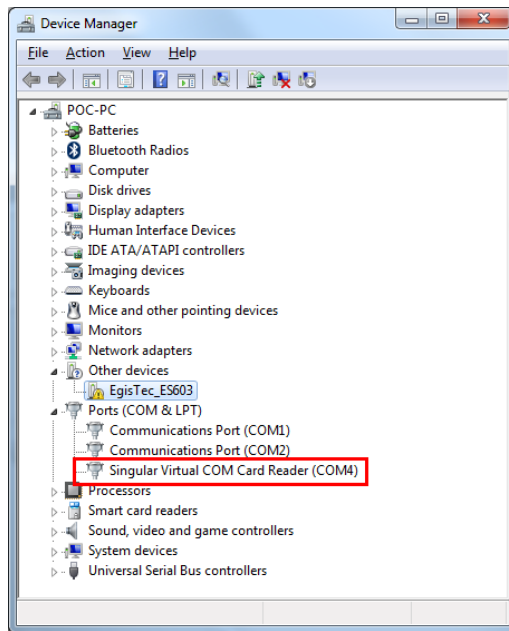 Device Manager
File Action View Help
POC-PC
Batteries
Bluetooth Radios
Computer
Disk drives
Display adapters
Human Interface Devices
IDE ATA/ATAPI controllers
Imaging devices
Keyboards
Mice and other pointing devices
Monitors
Network adapters
Other devices
EgisTec_ES603
Ports (COM & LPT)
Communications Port (COM1)
Communications Port (COM2)
Singular Virtual COM Card Reader (COM4)
Processors
Smart card readers
Sound, video and game controllers
System devices
Universal Serial Bus controllers